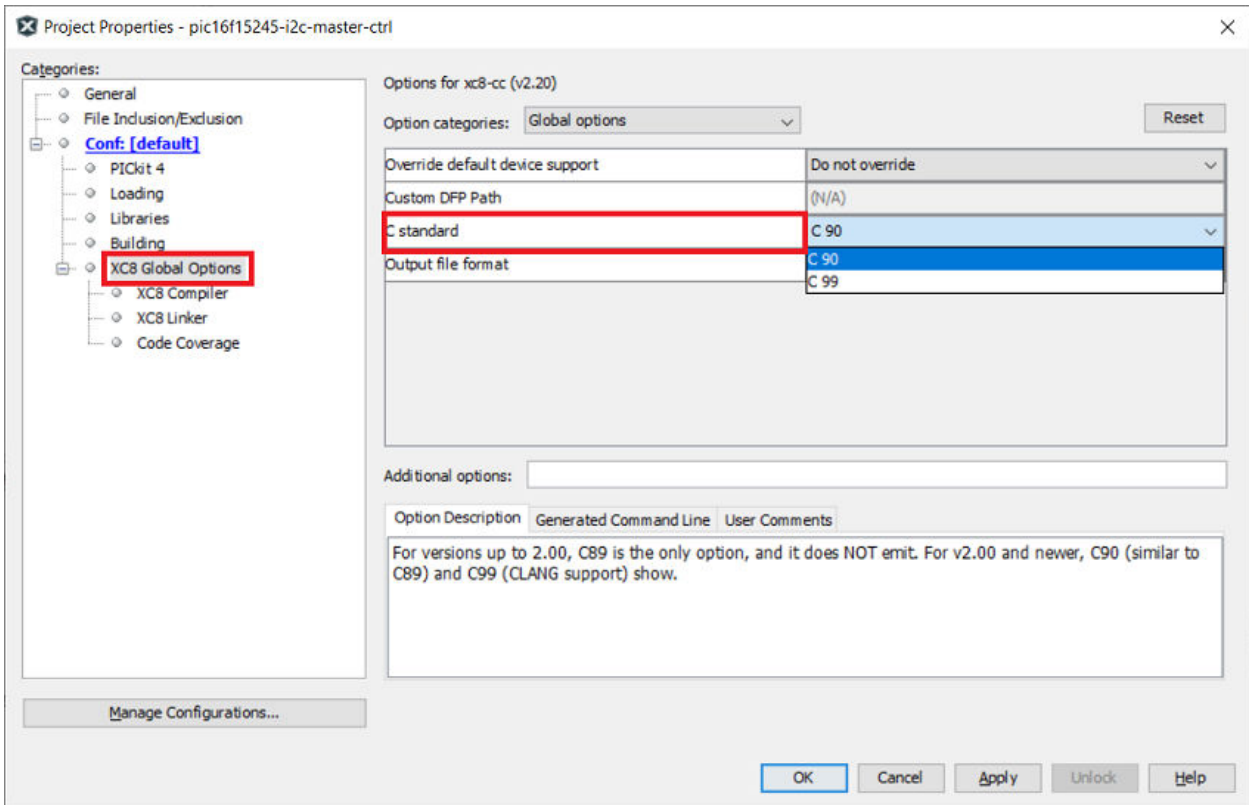 Project Properties - pic16f15245-i2c-master-ctrl
Categories:
General
File Inclusion/Exclusion
Conf: [default]
PICkit 4
Loading
Libraries
Building
XC8 Global Options
XC8 Compiler
XC8 Linker
Code Coverage
Manage Configurations...
Options for xc8-cc (v2.20)
Option categories: Global options
Reset
Override default device support Do not override
Custom DFP Path (N/A)
C standard C 90
Output file format C 90
C 99
Additional options:
Option Description Generated Command Line User Comments
For versions up to 2.00, C89 is the only option, and it does NOT emit. For v2.00 and newer, C90 (similar to
C89) and C99 (CLANG support) show.
OK Cancel Apply Unlock Help